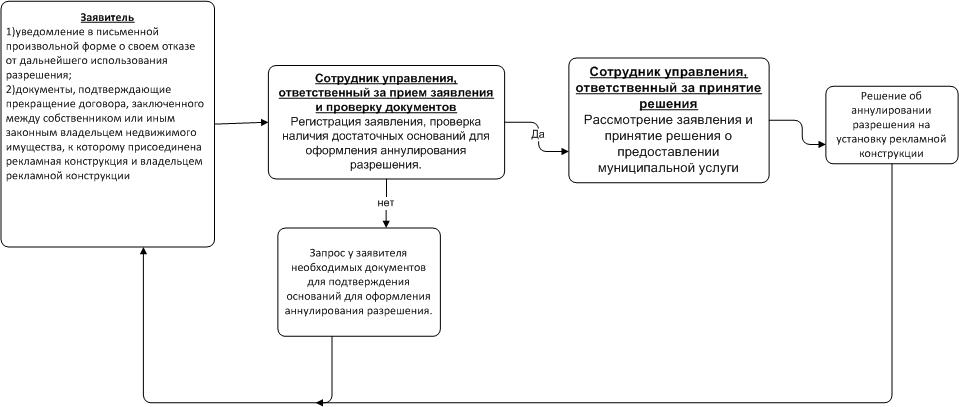 Заявитель
1)уведомление в письменной
произвольной форме о своем отказе
от дальнейшего использования
разрешения;
2)документы, подтверждающие
прекращение договора, заключенного
между собственником или иным
законным владельцем недвижимого
имущества, к которому присоединена
рекланая конструкция и владельцем
рекламной конструкции
Сотрудник управления,
ответственный за прием заявления
и проверку документов
Регистрация заявления, проверка
наличия достаточных оснований для
оформления аннулирования
разрешения.
Да
Сотрудник управления,
ответственный за принятие
решения
Рассмотрение заявления и
принятие решения о
предоставлении
муниципальной услуги
Решение об
аннулировании
разрешения на
установку рекламной
конструкции
нет
Запрос у заявителя
необходимых документов
для подтверждения
оснований для оформления
аннулирования разрешения.